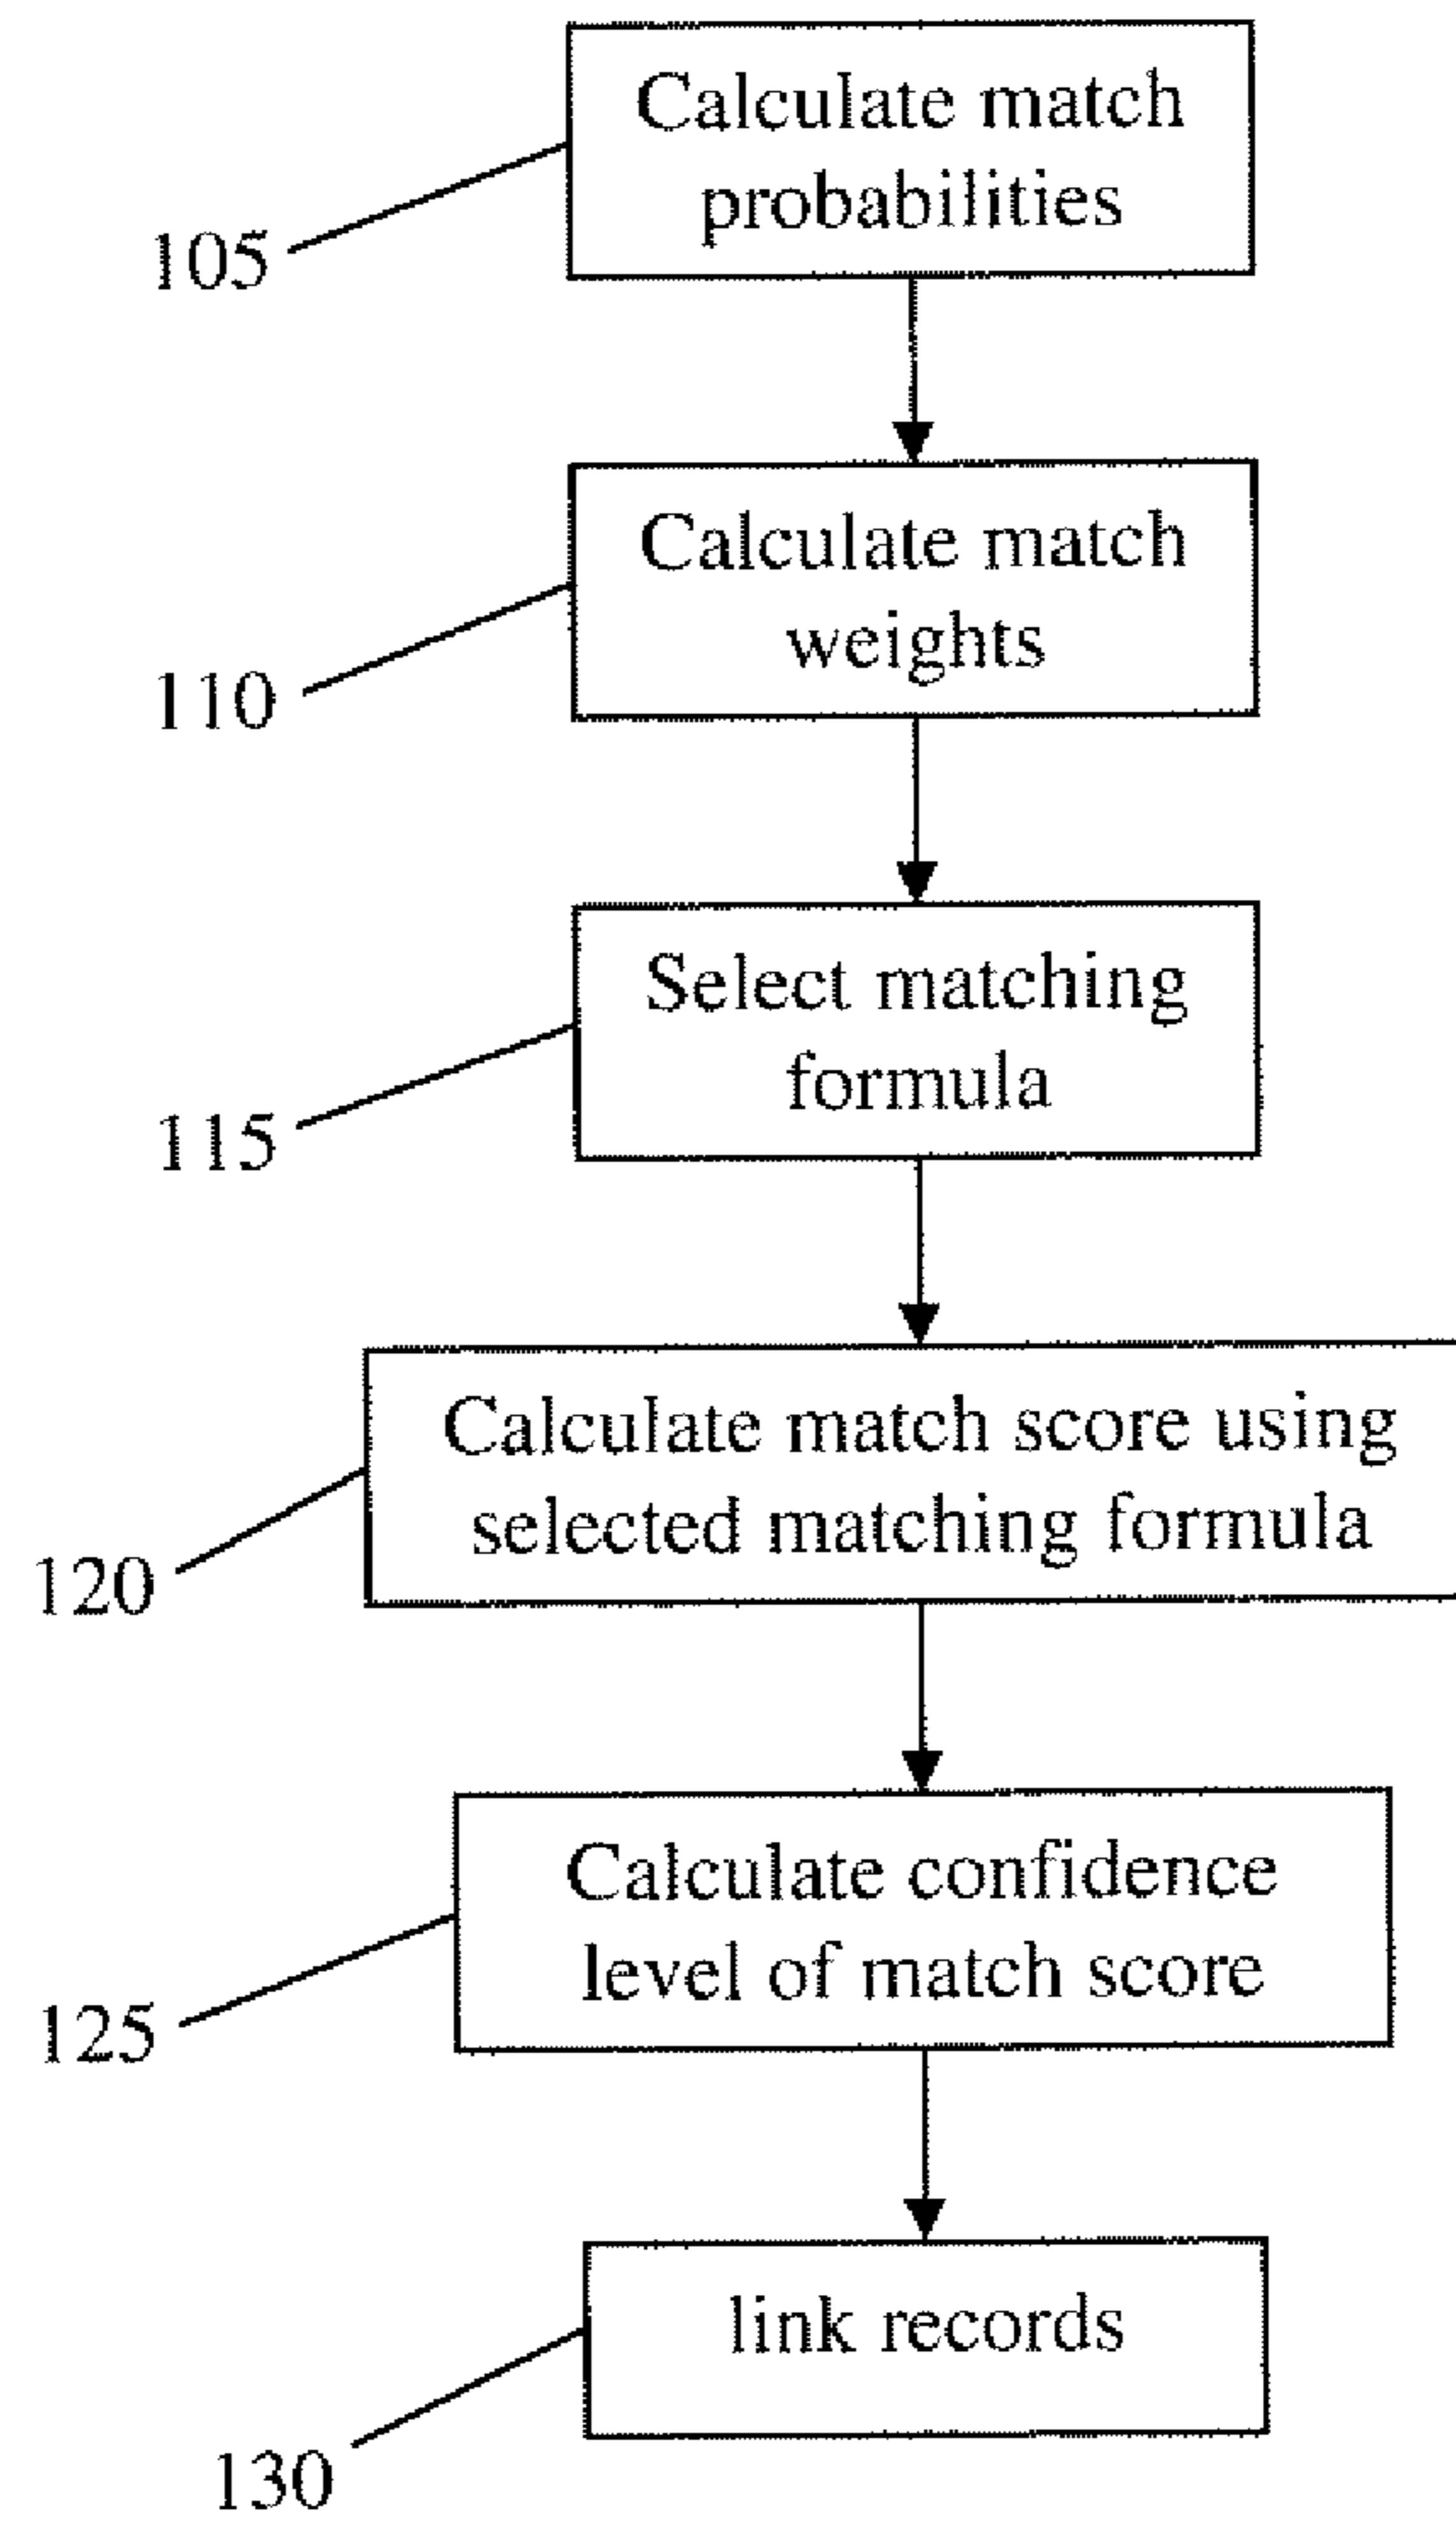 Calculate match
probabilities
105
Calculate match
weights
110
Select matching
formula
115
Calculate match score using
selected matching formula
120
Calculate confidence
level of match score
125
link records
130